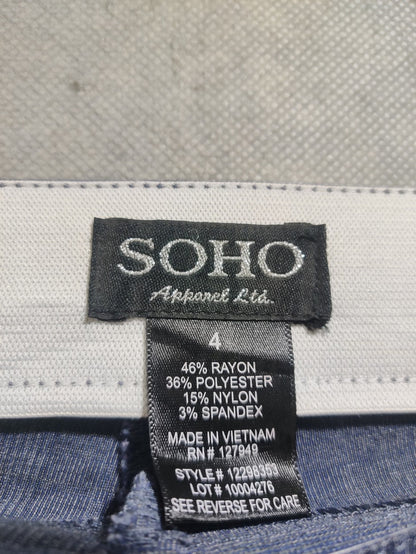 SOHO
Apparel Ltd.
4
46% RAYON
36% POLYESTER
15% NYLON
3% SPANDEX
MADE IN VIETNAM
RN# 127949
STYLE# 12298353
LOT# 10004276
SEE REVERSE FOR CARE